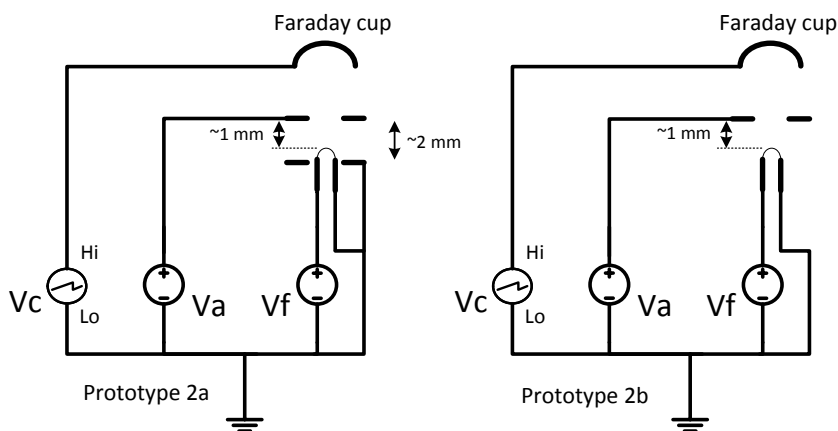 Faraday cup
~1 mm
~2 mm
Hi
Vc
Lo
Va
+
−
Vf
+
−
Prototype 2a
Faraday cup
~1 mm
Hi
Vc
Lo
Va
+
−
Vf
+
−
Prototype 2b